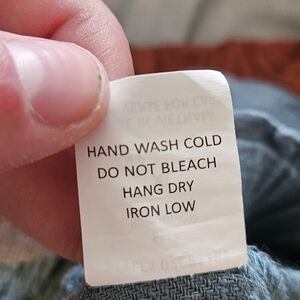 HAND WASH COLD
DO NOT BLEACH
HANG DRY
IRON LOW